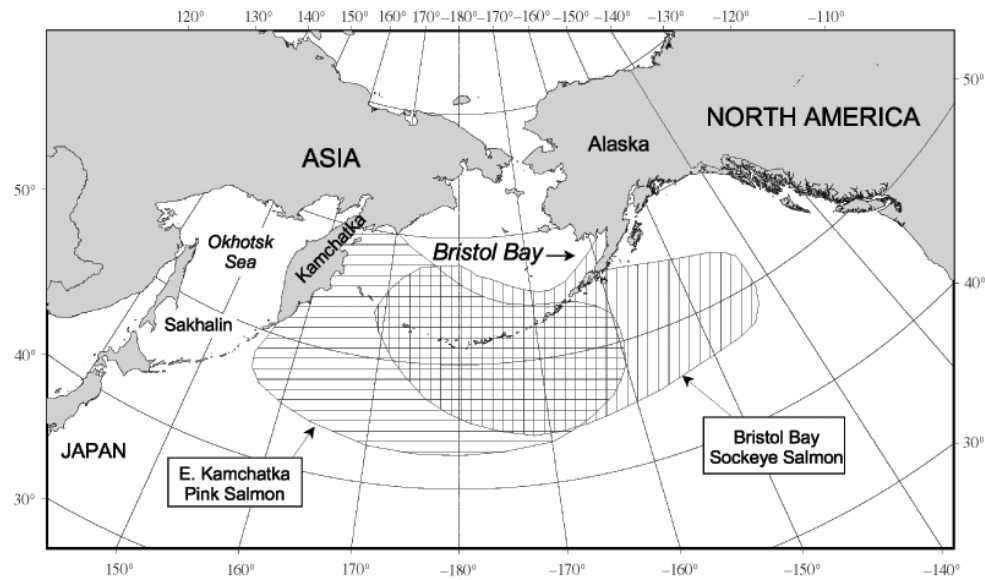 120° 130° 140° 150° 160° 170° –180° –170° –160° –150° –140° –130° –120° –110°
50°
NORTH AMERICA
Alaska
ASIA
50°
Okhotsk
Sea
Kamchatka
Bristol Bay
40°
Sakhalin
40°
JAPAN
Bristol Bay
Sockeye Salmon
30°
E. Kamchatka
Pink Salmon
30°
150° 160° 170° –180° –170° –160° –150° –140°